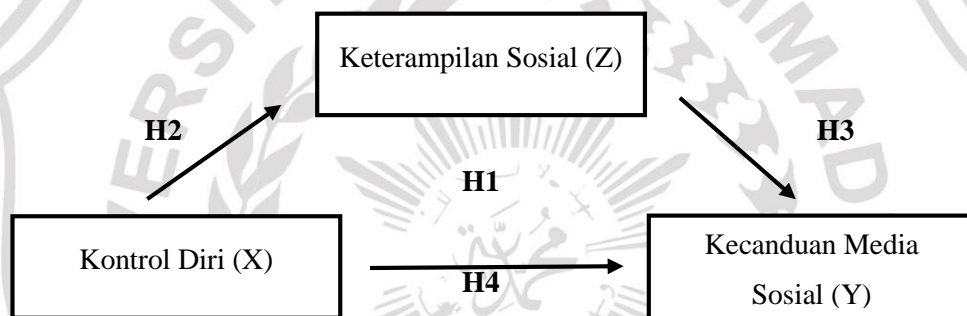 Keterampilan Sosial (Z)
H2
H3
H1
Kontrol Diri (X)
Kecanduan Media
Sosial (Y)
H4